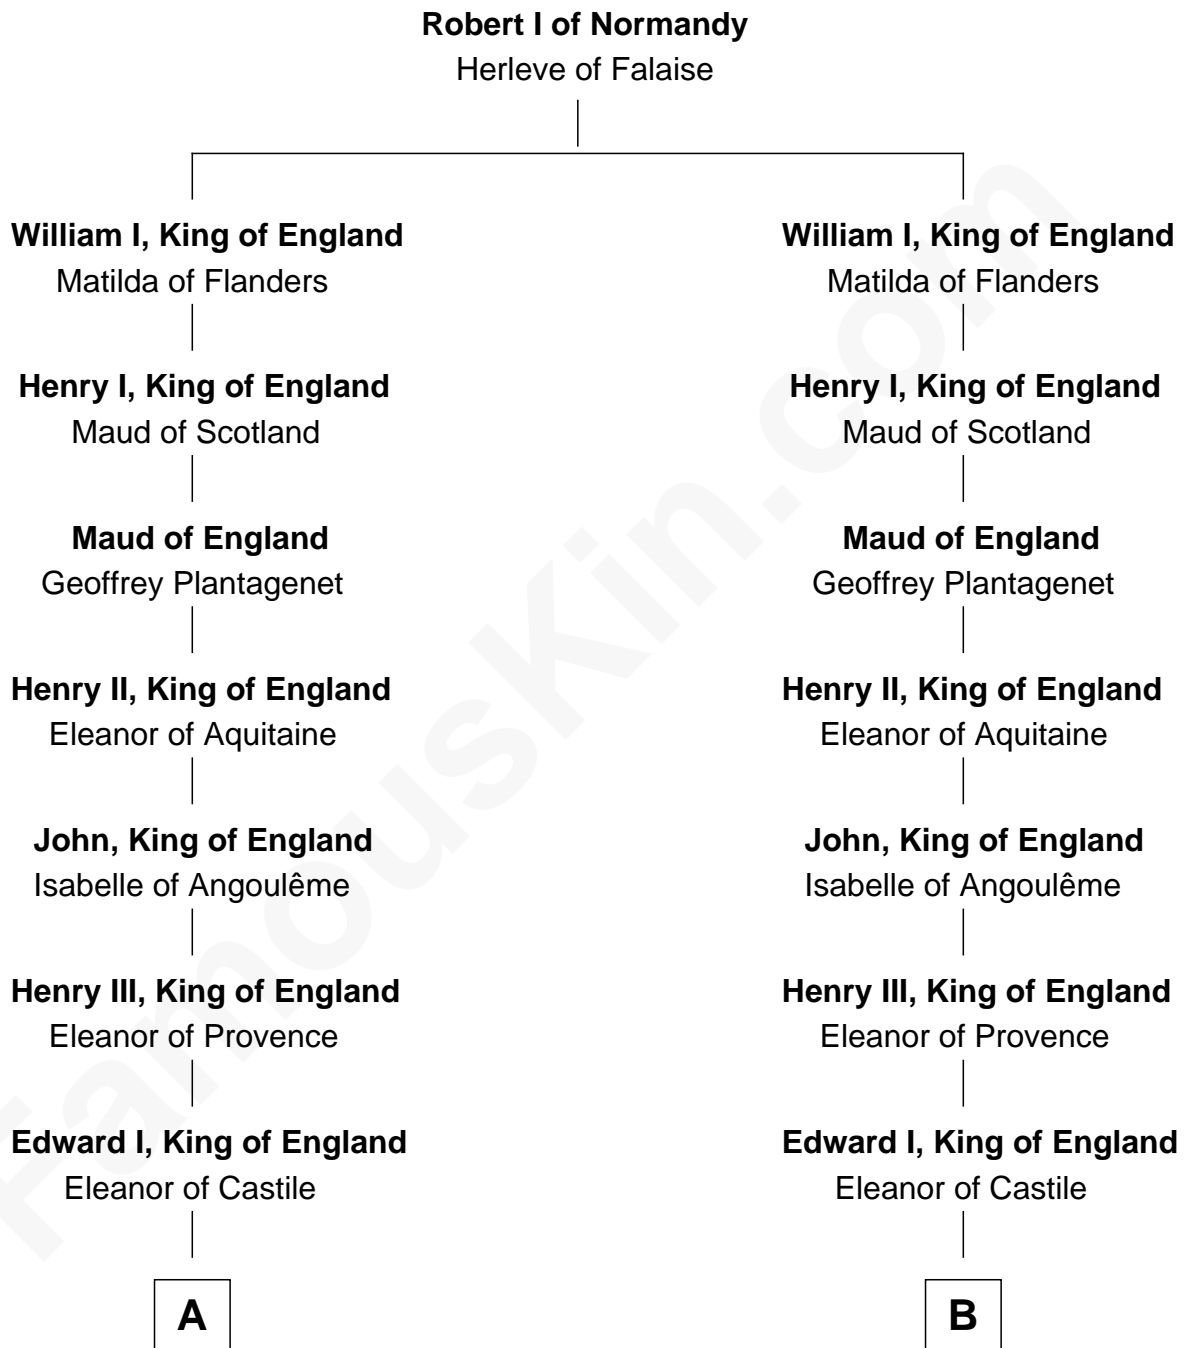 Robert I of Normandy
Herleve of Falaise
William I, King of England
Matilda of Flanders
Henry I, King of England
Maud of Scotland
Maud of England
Geoffrey Plantagenet
Henry II, King of England
Eleanor of Aquitaine
John, King of England
Isabelle of Angoulême
Henry III, King of England
Eleanor of Provence
Edward I, King of England
Eleanor of Castile
A
William I, King of England
Matilda of Flanders
Henry I, King of England
Maud of Scotland
Maud of England
Geoffrey Plantagenet
Henry II, King of England
Eleanor of Aquitaine
John, King of England
Isabelle of Angoulême
Henry III, King of England
Eleanor of Provence
Edward I, King of England
Eleanor of Castile
B
FamousKin.com